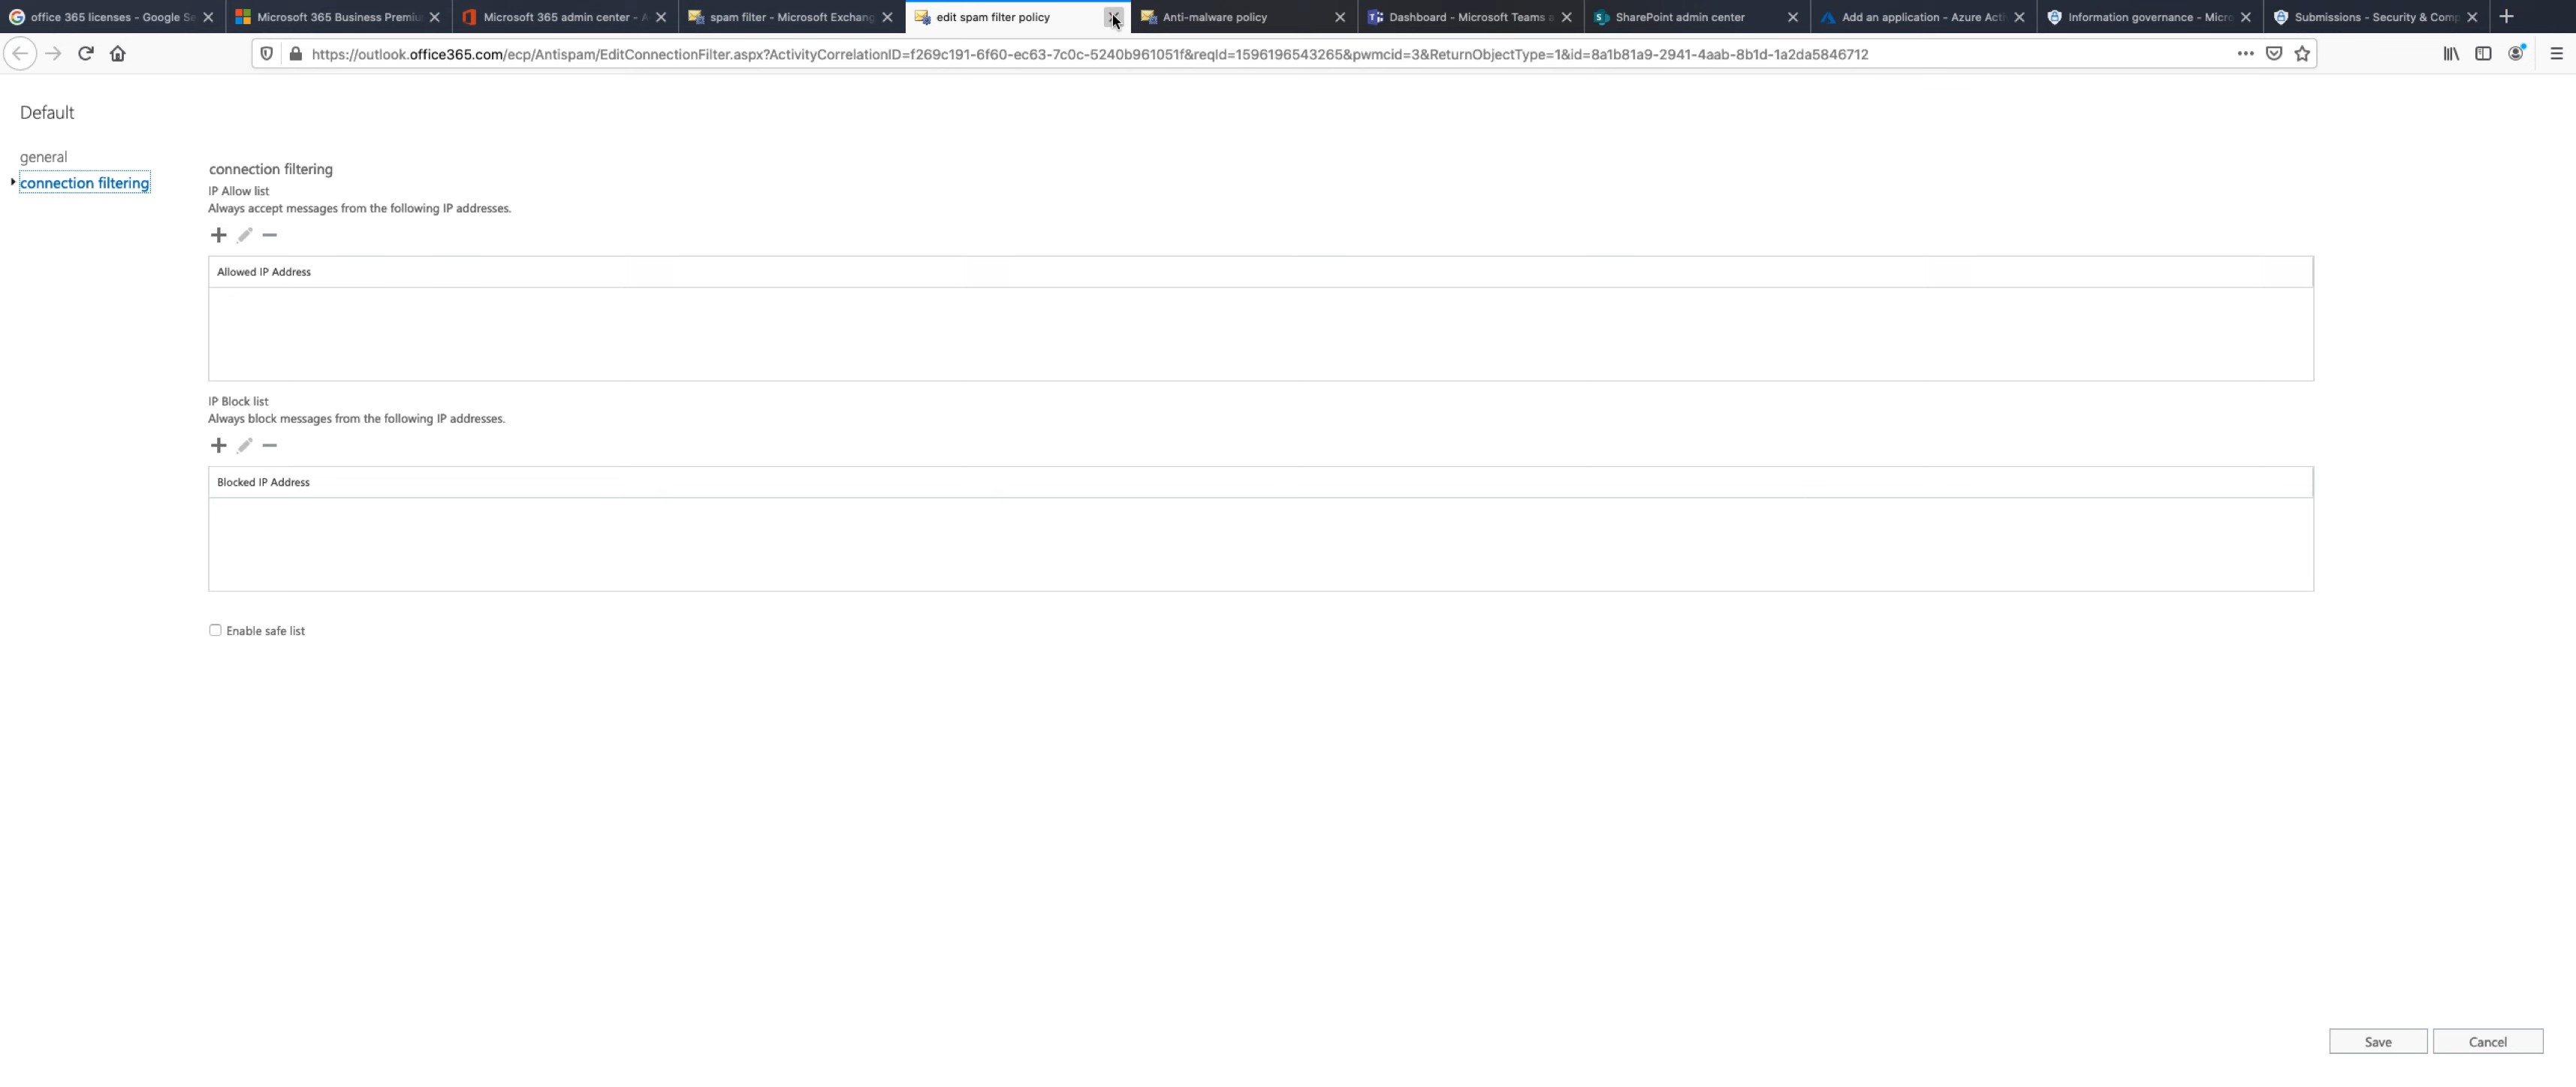 office 365 licenses - Google Se
Microsoft 365 Business Premiu
Microsoft 365 admin center - A
spam filter - Microsoft Exchang
edit spam filter policy
Anti-malware policy
Dashboard - Microsoft Teams a
SharePoint admin center
Add an application - Azure Acti
Information governance - Micro
Submissions - Security & Comp
https://outlook.office365.com/ecp/Antispam/EditConnectionFilter.aspx?ActivityCorrelationID=f269c191-6f60-ec63-7c0c-5240b961051f&reqId=1596196543265&pwmcid=3&ReturnObjectType=1&id=8a1b81a9-2941-4aab-8b1d-1a2da5846712
Default
general
connection filtering
connection filtering
IP Allow list
Always accept messages from the following IP addresses.
Allowed IP Address
IP Block list
Always block messages from the following IP addresses.
Blocked IP Address
Enable safe list
Save
Cancel